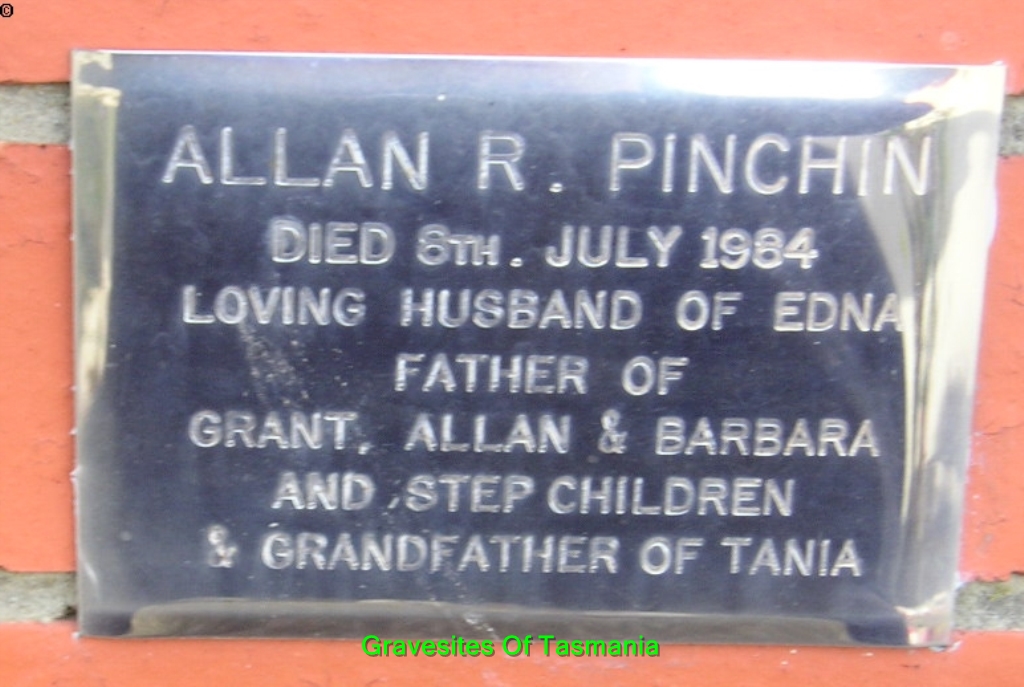 ©
ALLAN R. PINCHIN
DIED 6TH. JULY 1984
LOVING HUSBAND OF EDNA
FATHER OF
GRANT, ALLAN & BARBARA
AND STEP CHILDREN
& GRANDFATHER OF TANIA
Gravesites Of Tasmania